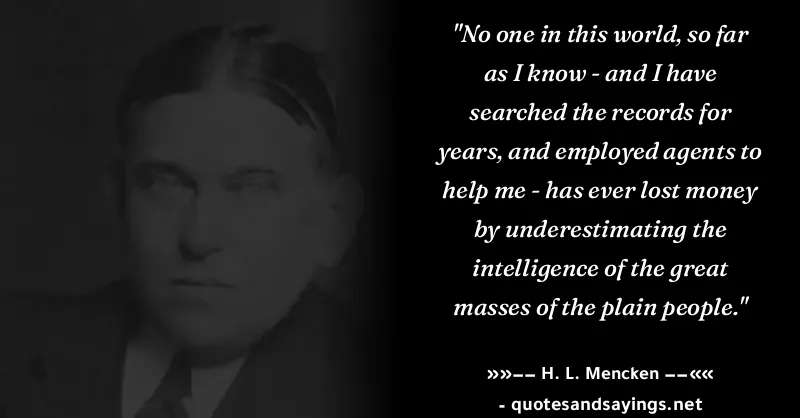 "No one in this world, so far
as I know - and I have
searched the records for
years, and employed agents to
help me - has ever lost money
by underestimating the
intelligence of the great
masses of the plain people."
»»–– H. L. Mencken ––««
- quotesandsayings.net